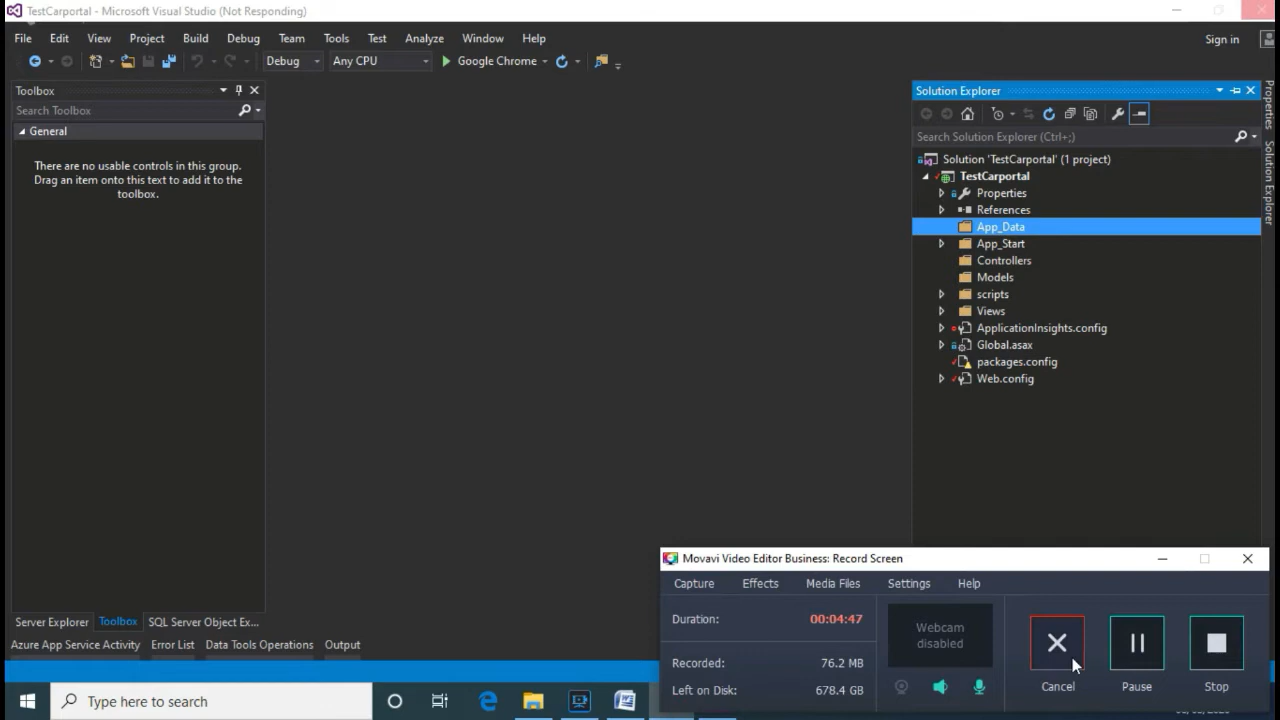 TestCarportal - Microsoft Visual Studio (Not Responding)
File Edit View Project Build Debug Team Tools Test Analyze Window Help
Sign in
Debug Any CPU Google Chrome
Toolbox
Search Toolbox
General
There are no usable controls in this group.
Drag an item onto this text to add it to the
toolbox.
Solution Explorer
Search Solution Explorer (Ctrl+;)
Solution 'TestCarportal' (1 project)
TestCarportal
Properties
References
App_Data
App_Start
Controllers
Models
scripts
Views
ApplicationInsights.config
Global.asax
packages.config
Web.config
Properties
Solution Explorer
Server Explorer Toolbox SQL Server Object Ex...
Azure App Service Activity Error List Data Tools Operations Output
Movavi Video Editor Business: Record Screen
Capture Effects Media Files Settings Help
Duration: 00:04:47
Recorded: 76.2 MB
Left on Disk: 678.4 GB
Webcam
disabled
Cancel Pause Stop
Type here to search